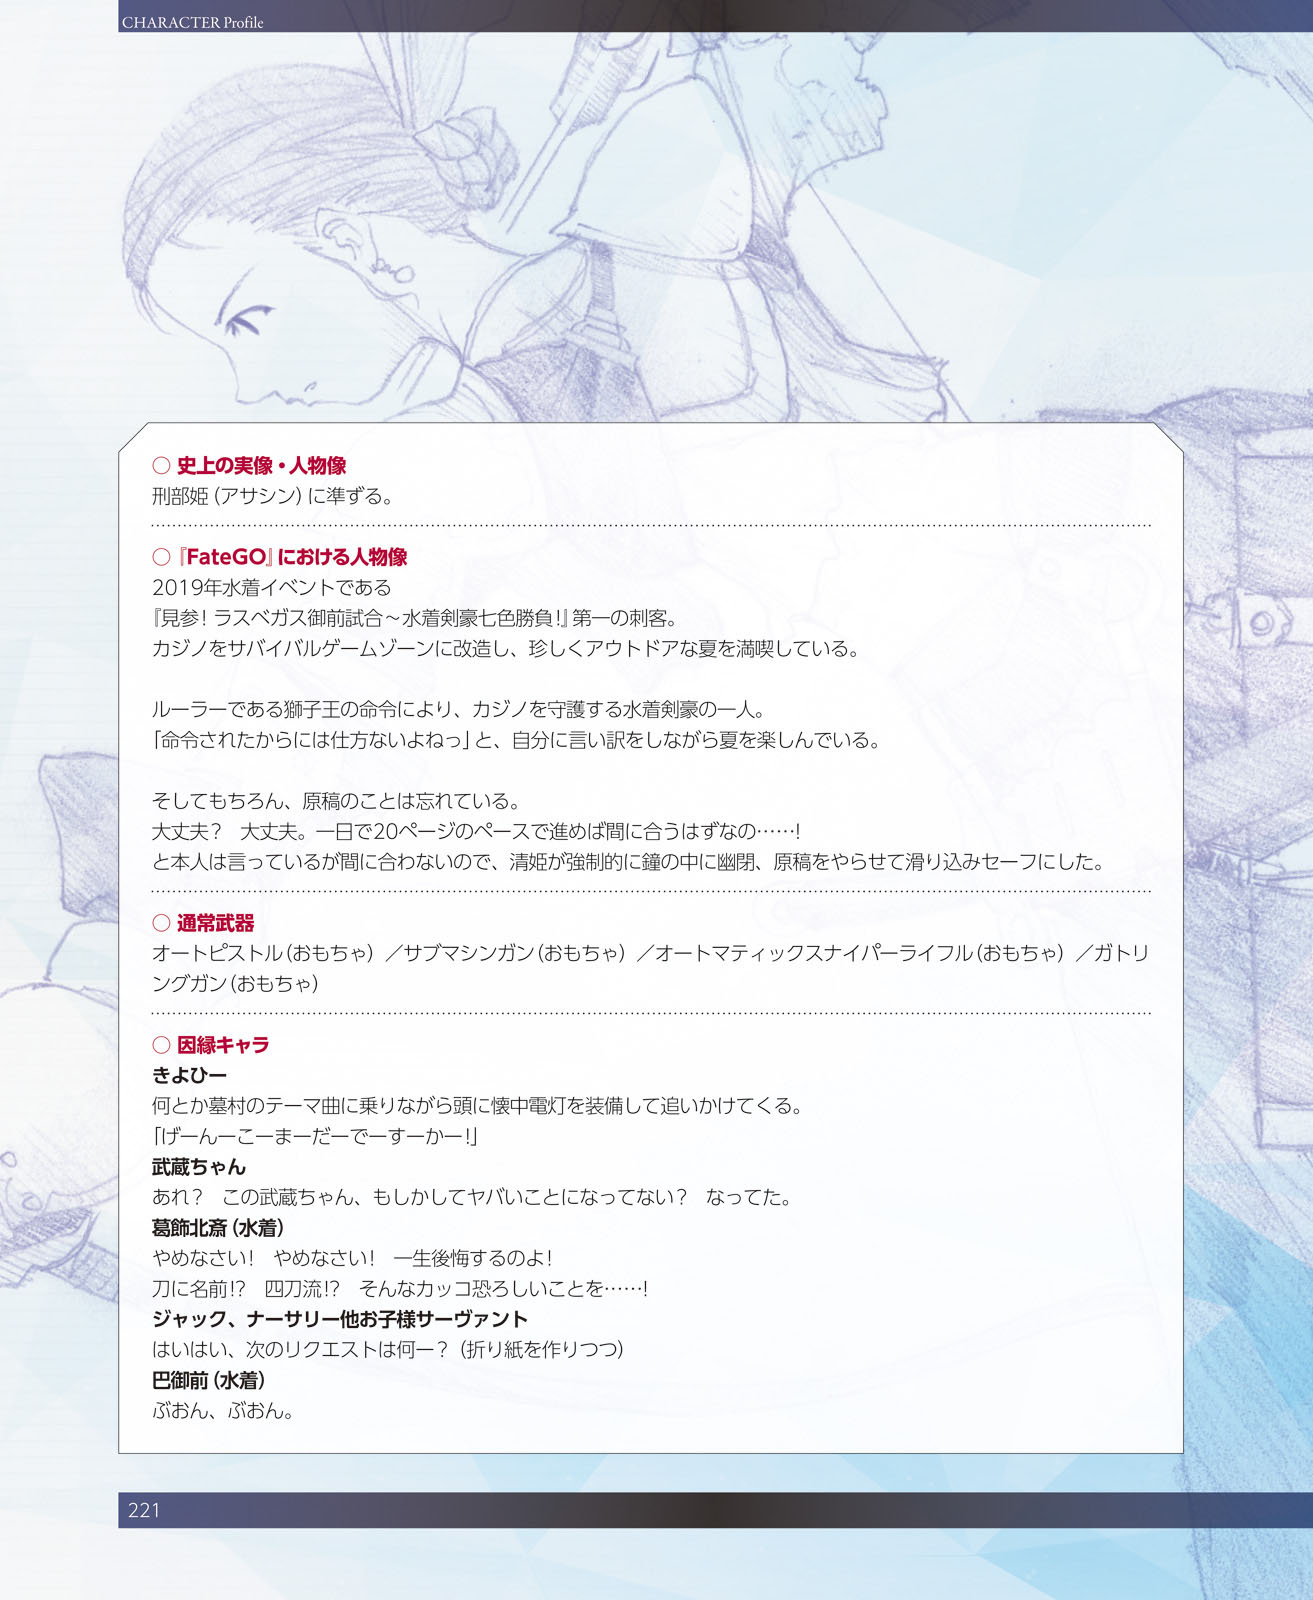 CHARACTER Profile
○ 史上の実像・人物像
刑部姫（アサシン）に準ずる。
○ 『FateGO』における人物像
2019年水着イベントである
『見参！ラスベガス御前試合～水着剣豪七色勝負！』第一の刺客。
カジノをサバイバルゲームゾーンに改造し、珍しくアウトドアな夏を満喫している。
ルーラーである獅子王の命令により、カジノを守護する水着剣豪の一人。
「命令されたからには仕方ないよねっ」と、自分に言い訳をしながら夏を楽しんでいる。
そしてもちろん、原稿のことは忘れている。
大丈夫？　大丈夫。一日で20ページのペースで進めば間に合うはずなの……！
と本人は言っているが間に合わないので、清姫が強制的に鐘の中に幽閉、原稿をやらせて滑り込みセーフにした。
○ 通常武器
オートピストル（おもちゃ）／サブマシンガン（おもちゃ）／オートマティックスナイパーライフル（おもちゃ）／ガトリ
ングガン（おもちゃ）
○ 因縁キャラ
きよひー
何とか墓村のテーマ曲に乗りながら頭に懐中電灯を装備して追いかけてくる。
「げーんーこーまーだーでーすーかー！」
武蔵ちゃん
あれ？　この武蔵ちゃん、もしかしてヤバいことになってない？　なってた。
葛飾北斎（水着）
やめなさい！　やめなさい！　一生後悔するのよ！
刀に名前！？　四刀流！？　そんなカッコ恐ろしいことを……！
ジャック、ナーサリー他お子様サーヴァント
はいはい、次のリクエストは何ー？（折り紙を作りつつ）
巴御前（水着）
ぶおん、ぶおん。
221